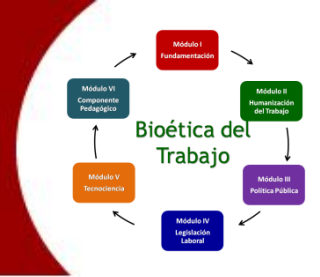 Módulo I
Fundamentación
Módulo II
Humanización
del Trabajo
Módulo III
Política Pública
Módulo IV
Legislación
Laboral
Módulo V
Tecnociencia
Módulo VI
Componente
Pedagógico
Bioética del
Trabajo